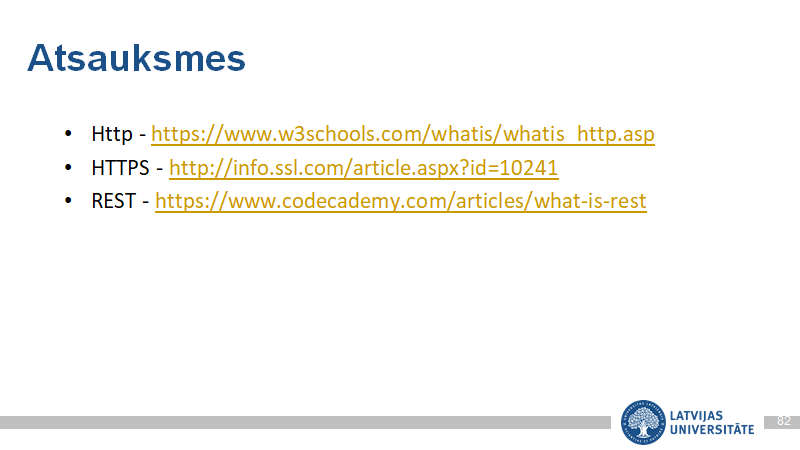 Atsauksmes
• Http - https://www.w3schools.com/whatis/whatis_http.asp
• HTTPS - http://info.ssl.com/article.aspx?id=10241
• REST - https://www.codecademy.com/articles/what-is-rest
LATVIJAS
UNIVERSITĀTE
82